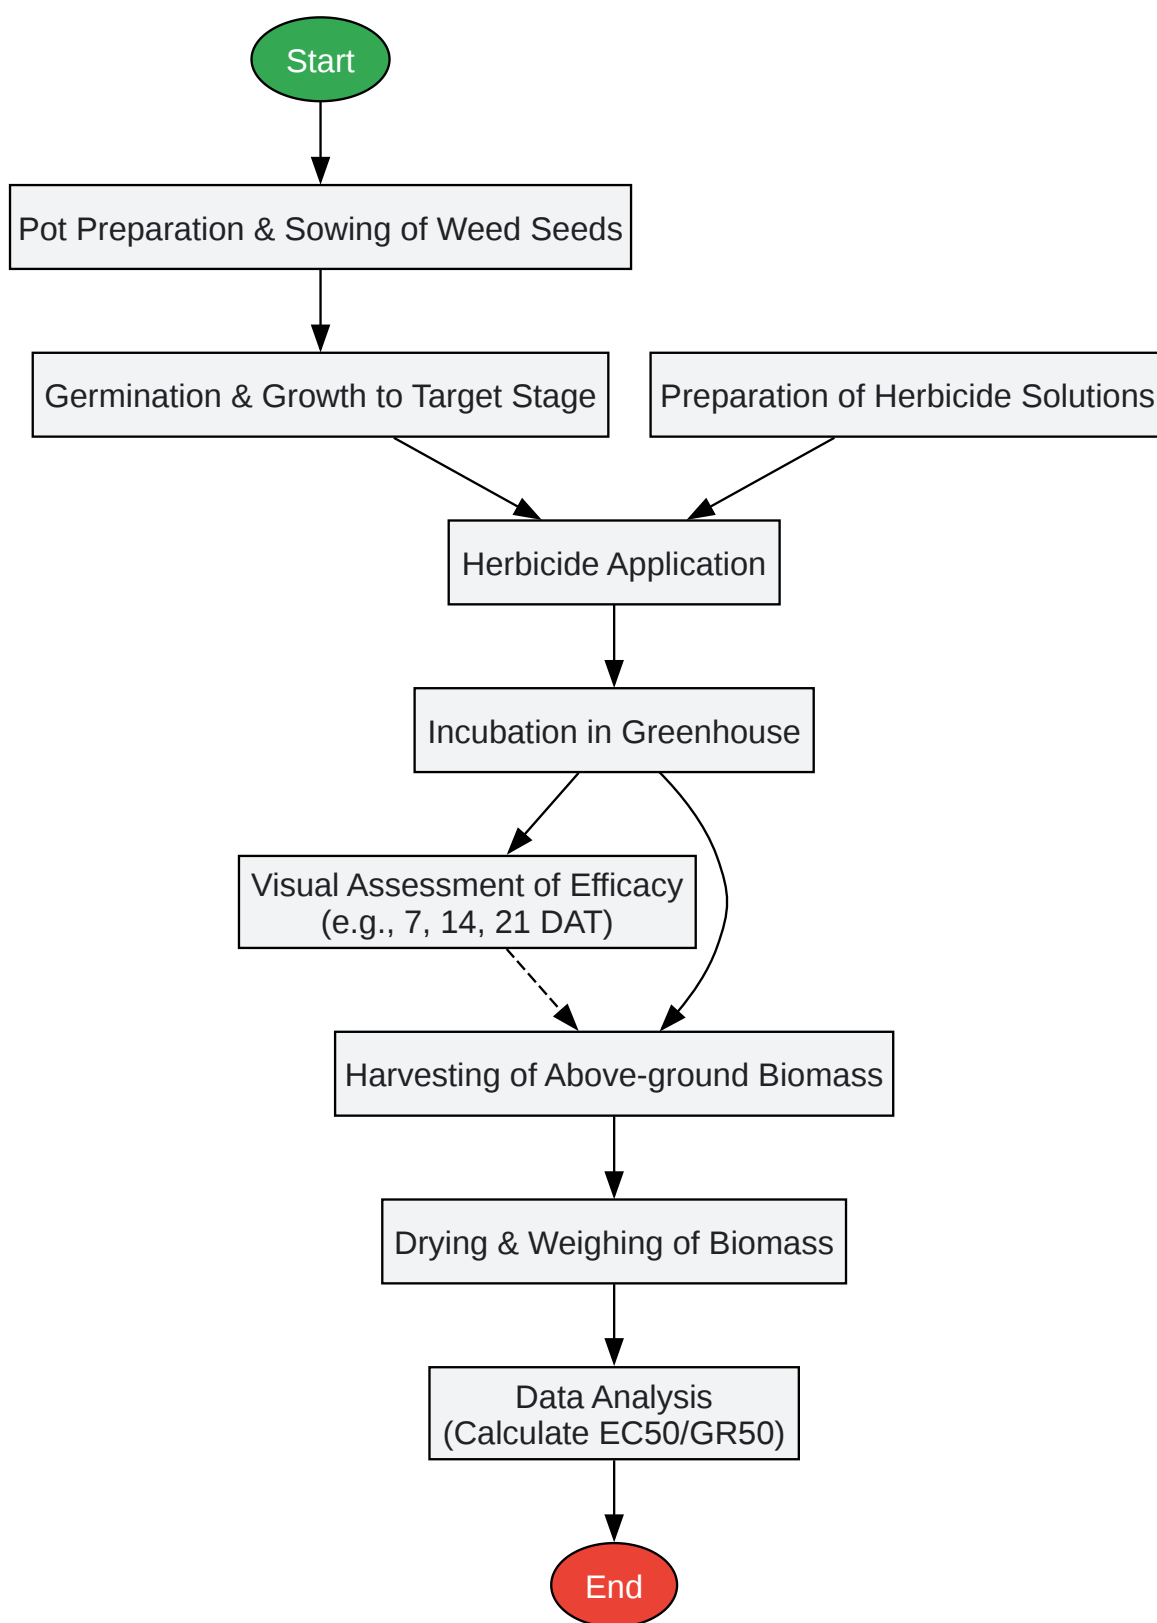 Start
Pot Preparation & Sowing of Weed Seeds
Germination & Growth to Target Stage
Preparation of Herbicide Solutions
Herbicide Application
Incubation in Greenhouse
Visual Assessment of Efficacy
(e.g., 7, 14, 21 DAT)
Harvesting of Above-ground Biomass
Drying & Weighing of Biomass
Data Analysis
(Calculate EC50/GR50)
End